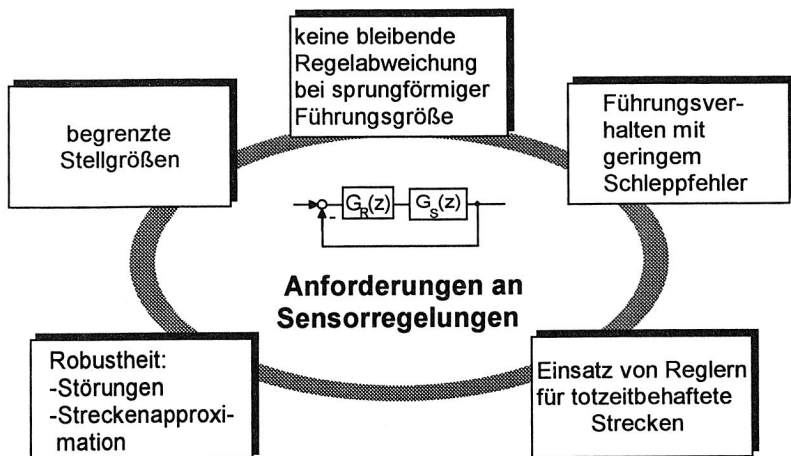 keine bleibende
Regelabweichung
bei sprungförmiger
Führungsgröße
begrenzte
Stellgrößen
Führungsver-
halten mit
geringem
Schleppfehler
G_R(z)
G_S(z)
-
Anforderungen an
Sensorregelungen
Robustheit:
-Störungen
-Streckenapproxi-
mation
Einsatz von Reglern
für totzeitbehaftete
Strecken